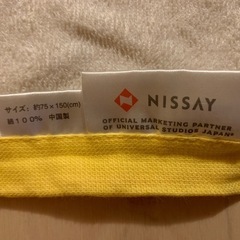 サイズ：約75×150(cm)
綿100% 中国製
NISSAY
OFFICIAL MARKETING PARTNER
OF UNIVERSAL STUDIOS JAPAN®